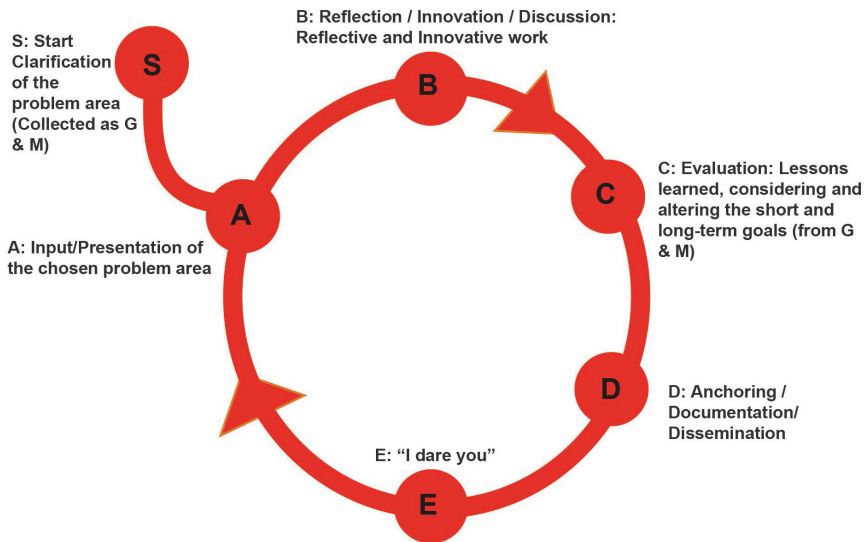 B: Reflection / Innovation / Discussion:
Reflective and Innovative work
S: Start
Clarification
of the
problem area
(Collected as G
& M)
S
B
C: Evaluation: Lessons
learned, considering and
altering the short and
long-term goals (from G
& M)
C
A
A: Input/Presentation of
the chosen problem area
D
D: Anchoring /
Documentation/
Dissemination
E: “I dare you”
E